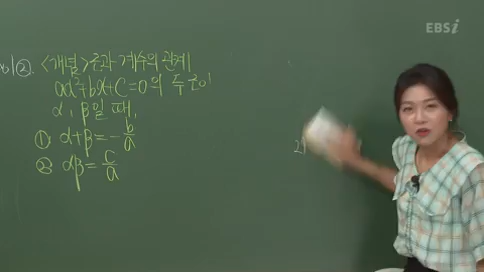 EBSi
<개념> 근과 계수의 관계
ax²+bx+c=0의 두 근이
α, β일 때,
① α+β=-b/a
② αβ=c/a